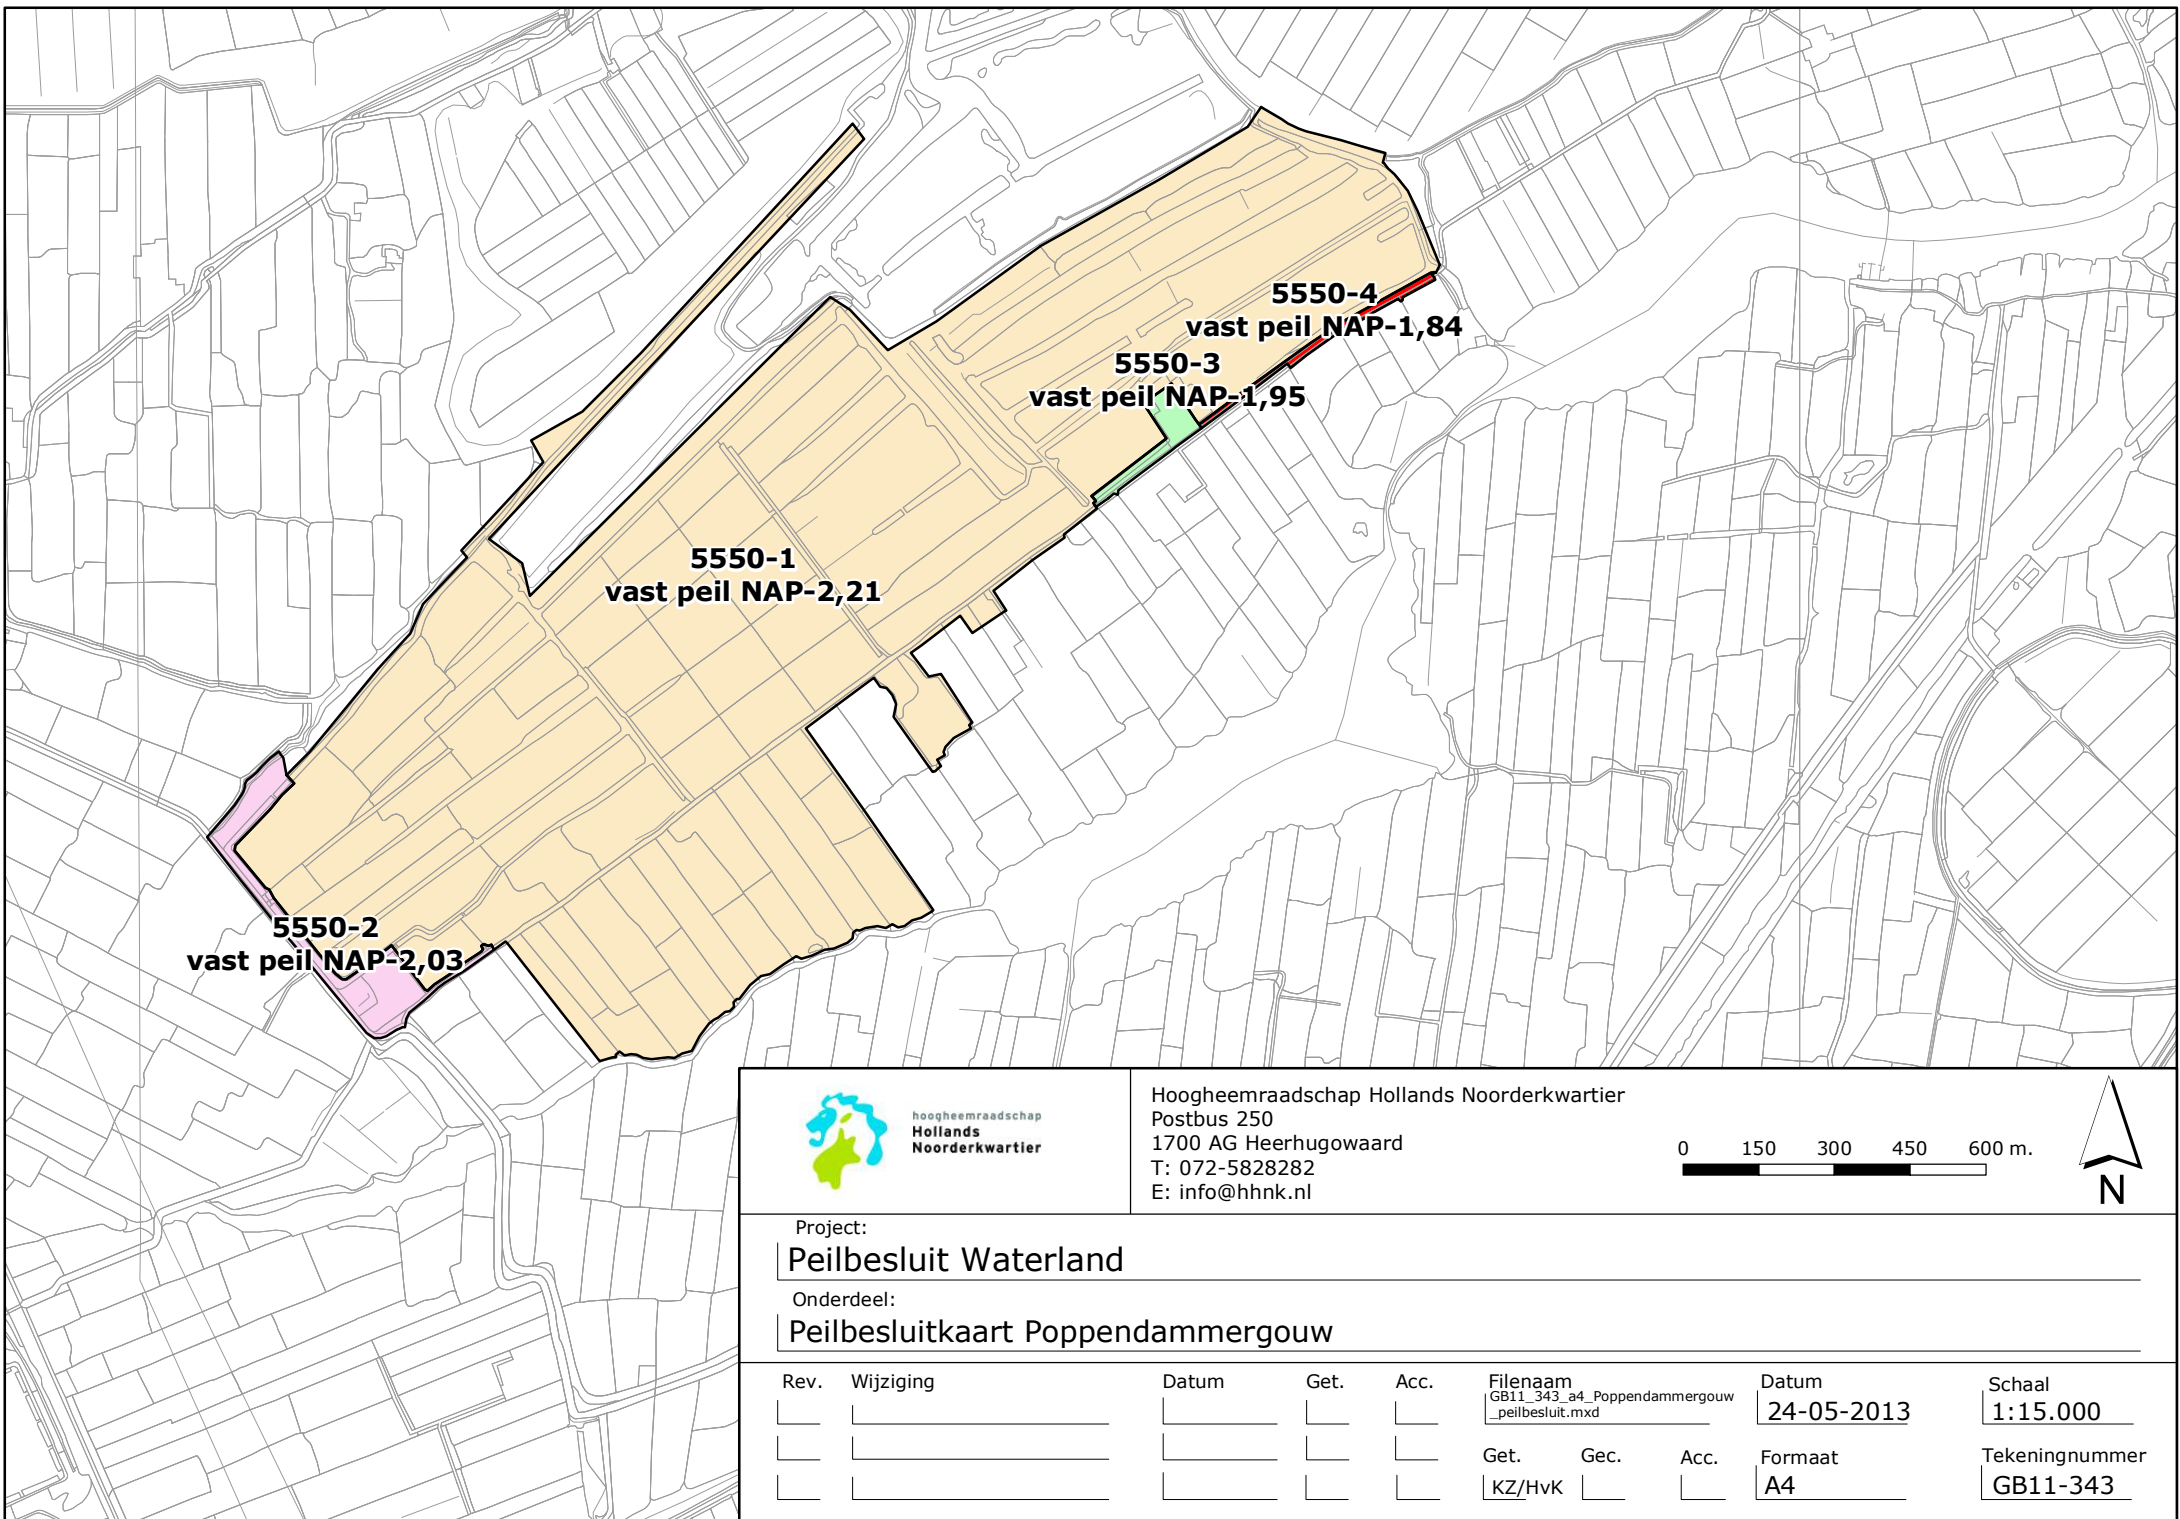 5550-4
vast peil NAP-1,84
5550-3
vast peil NAP-1,95
5550-1
vast peil NAP-2,21
5550-2
vast peil NAP-2,03
hoogheemraadschap
Hollands
Noorderkwartier
Hoogheemraadschap Hollands Noorderkwartier
Postbus 250
1700 AG Heerhugowaard
T: 072-5828282
E: info@hhnk.nl
0 150 300 450 600 m.
N
Project:
Peilbesluit Waterland
Onderdeel:
Peilbesluitkaart Poppendammergouw
Rev. Wijziging Datum Get. Acc. Filenaam Datum Schaal
GB11_343_a4_Poppendammergouw
_peilbesluit.mxd
24-05-2013 1:15.000
Get. Gec. Acc. Formaat Tekeningnummer
KZ/HvK A4 GB11-343